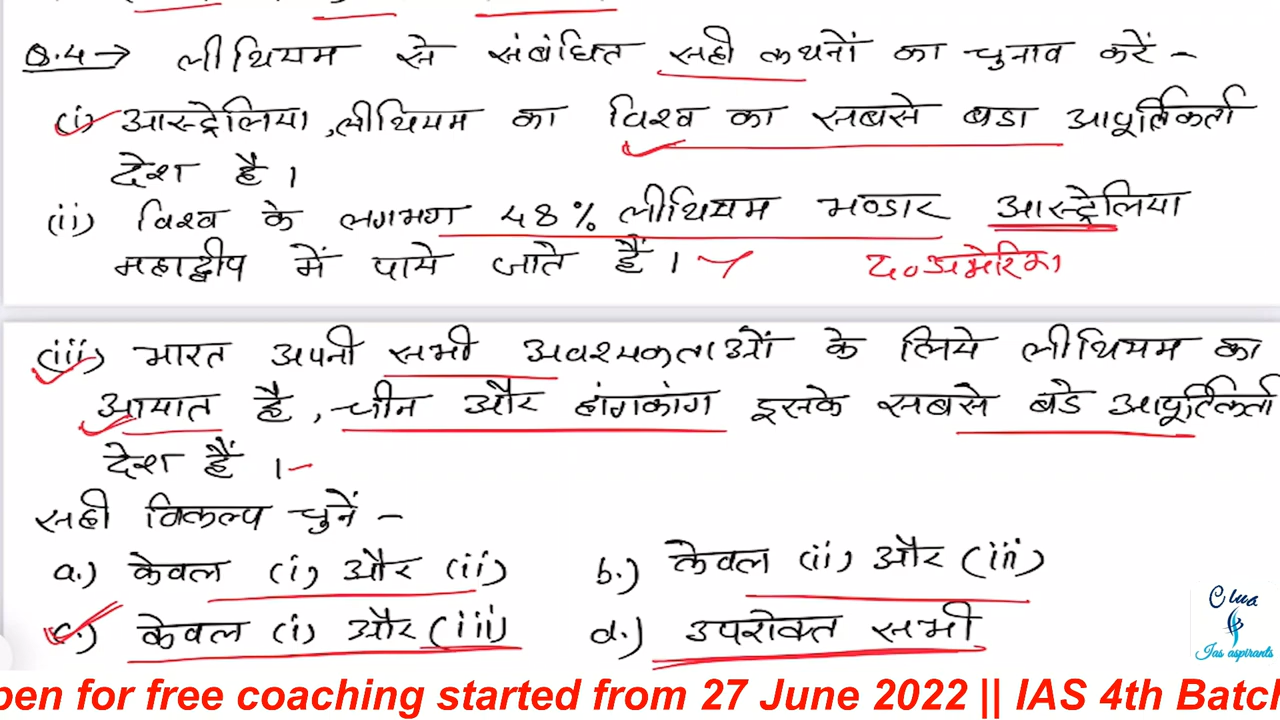 Q.4→ लीथियम से संबंधित सही कथनों का चुनाव करें -
(i) आस्ट्रेलिया, लीथियम का विश्व का सबसे बडा आपूर्तिकर्ता
देश है।
(ii) विश्व के लगभग 48% लीथियम भण्डार आस्ट्रेलिया
महाद्वीप में पाये जाते हैं।
द० अमेरिका
(iii) भारत अपनी सभी अवश्यकताओं के लिये लीथियम का
आयात है, चीन और हांगकांग इसके सबसे बडे आपूर्तिकर्ता
देश हैं।
सही विकल्प चुनें -
a.) केवल (i) और (ii) b.) केवल (ii) और (iii)
c.) केवल (i) और (iii) d.) उपरोक्त सभी
Ias aspirants
pen for free coaching started from 27 June 2022 || IAS 4th Batch